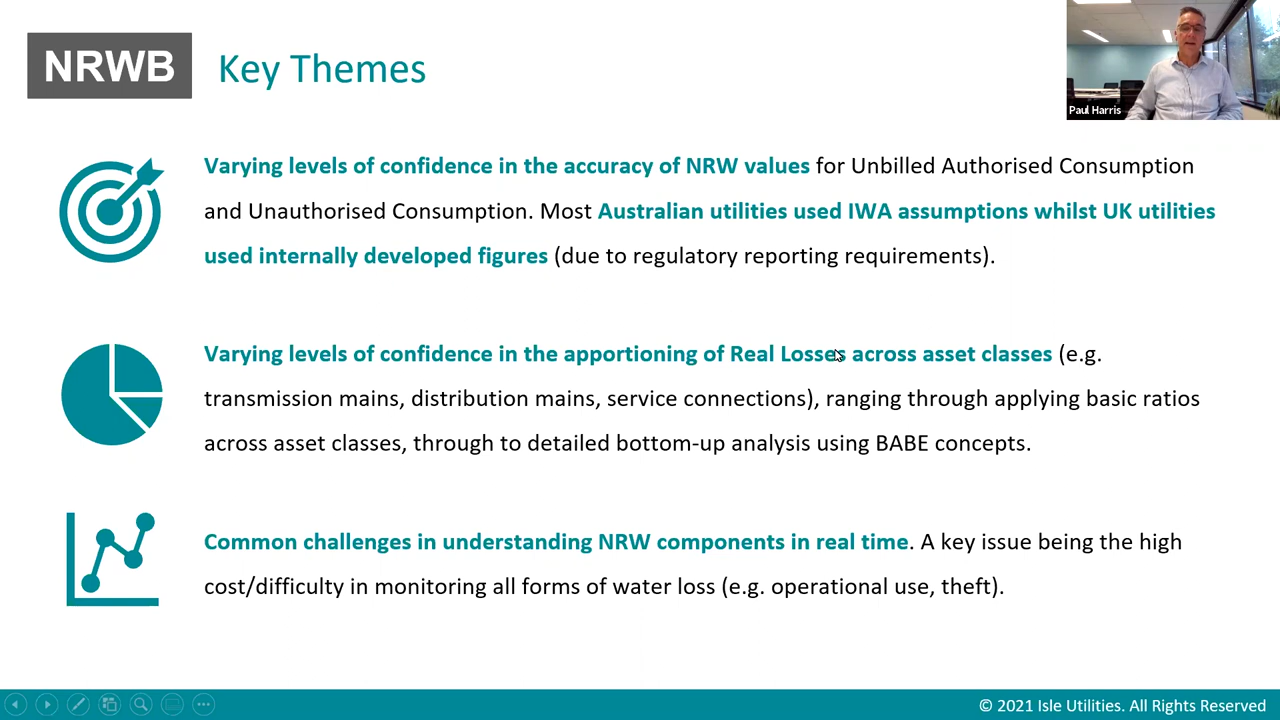 NRWB
Key Themes
Paul Harris
Varying levels of confidence in the accuracy of NRW values for Unbilled Authorised Consumption
and Unauthorised Consumption. Most Australian utilities used IWA assumptions whilst UK utilities
used internally developed figures (due to regulatory reporting requirements).
Varying levels of confidence in the apportioning of Real Losses across asset classes (e.g.
transmission mains, distribution mains, service connections), ranging through applying basic ratios
across asset classes, through to detailed bottom-up analysis using BABE concepts.
Common challenges in understanding NRW components in real time. A key issue being the high
cost/difficulty in monitoring all forms of water loss (e.g. operational use, theft).
© 2021 Isle Utilities. All Rights Reserved